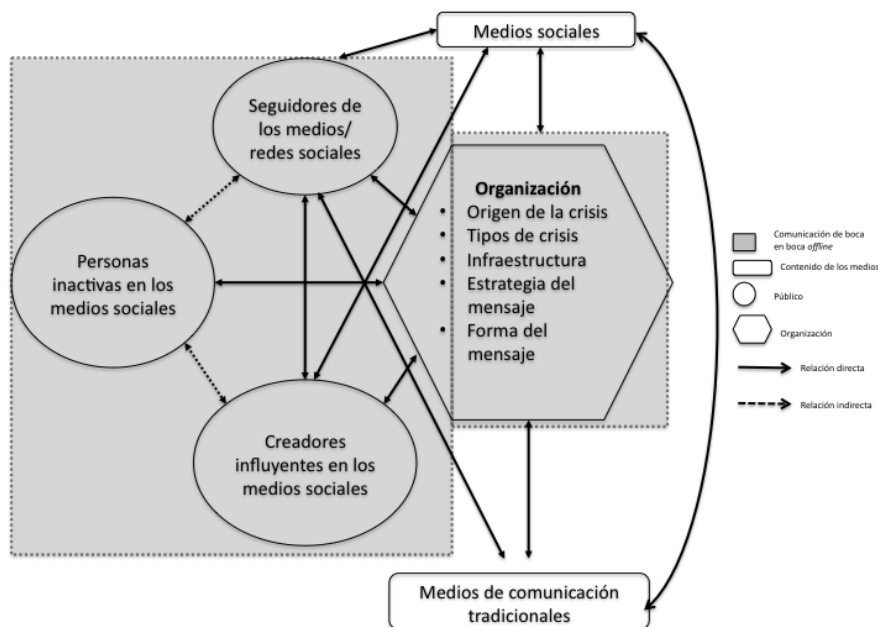 Medios sociales
Seguidores de
los medios/
redes sociales
Personas
inactivas en los
medios sociales
Creadores
influyentes en los
medios sociales
Organización
• Origen de la crisis
• Tipos de crisis
• Infraestructura
• Estrategia del
mensaje
• Forma del
mensaje
Medios de comunicación
tradicionales
Comunicación de boca
en boca offline
Contenido de los medios
Público
Organización
Relación directa
Relación indirecta